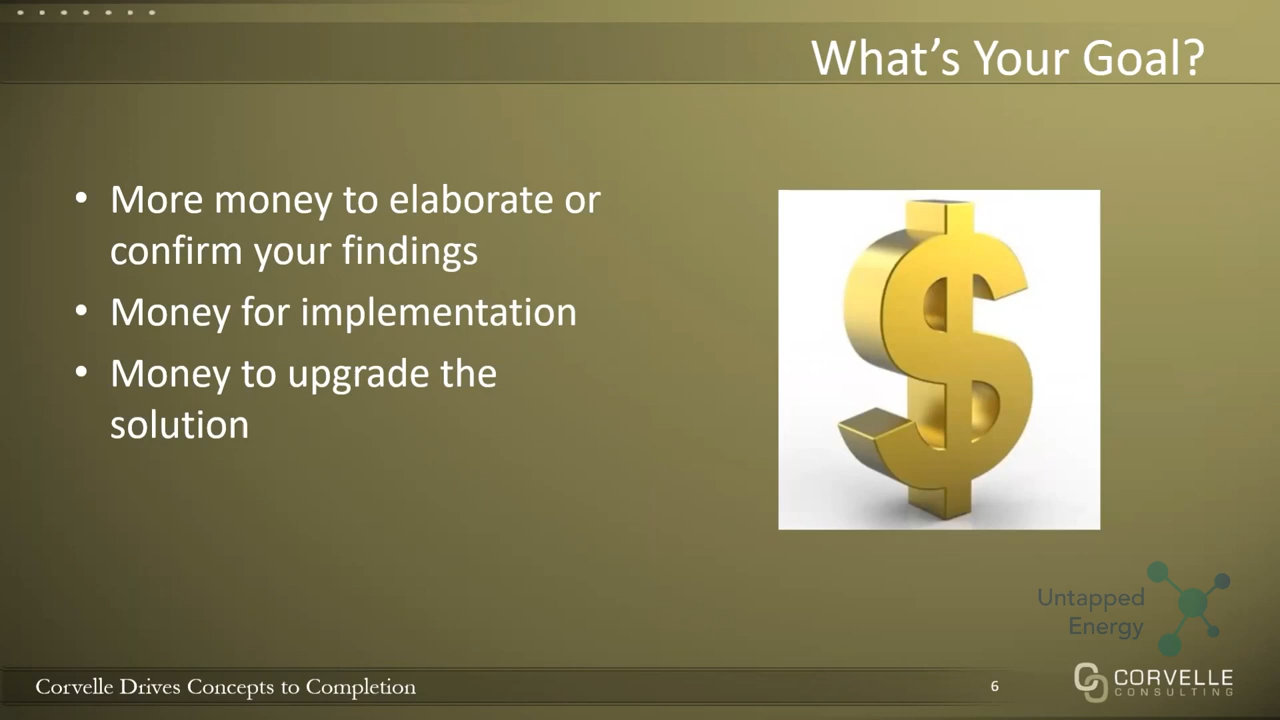 What’s Your Goal?
• More money to elaborate or
confirm your findings
• Money for implementation
• Money to upgrade the
solution
Untapped
Energy
Corvelle Drives Concepts to Completion
6
CORVELLE
CONSULTING